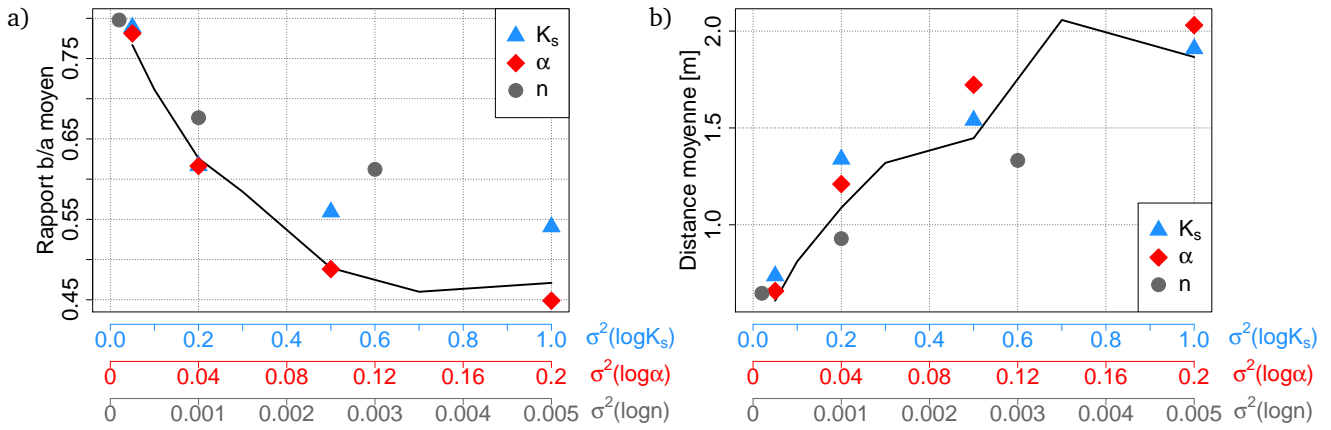 a)
Rapport b/a moyen
0.75
0.65
0.55
0.45
Kₛ
α
n
0.0 0.2 0.4 0.6 0.8 1.0 σ²(logKₛ)
0 0.04 0.08 0.12 0.16 0.2 σ²(logα)
0 0.001 0.002 0.003 0.004 0.005 σ²(logn)
b)
Distance moyenne [m]
2.0
1.5
1.0
Kₛ
α
n
0.0 0.2 0.4 0.6 0.8 1.0 σ²(logKₛ)
0 0.04 0.08 0.12 0.16 0.2 σ²(logα)
0 0.001 0.002 0.003 0.004 0.005 σ²(logn)